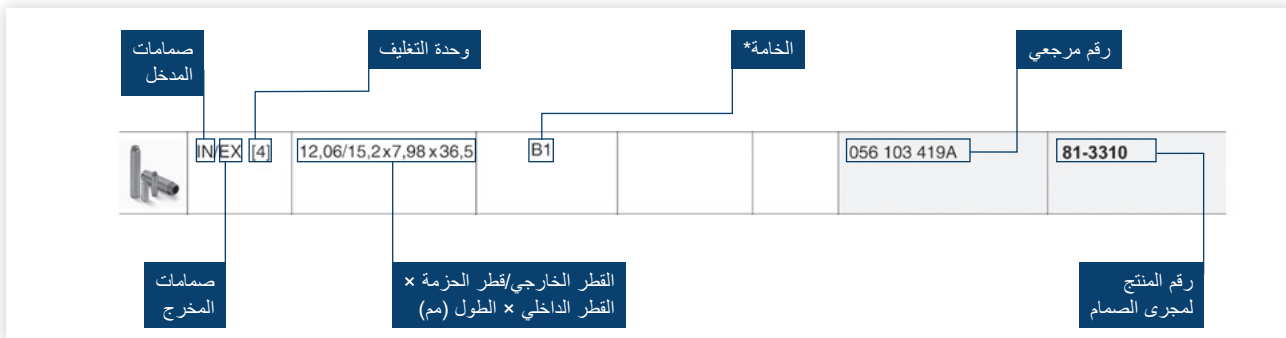 صمامات
المدخل
وحدة التغليف
الخامة*
رقم مرجعي
IN/EX [4]
12,06/15,2x7,98x36,5
B1
056 103 419A
81-3310
صمامات
المخرج
القطر الخارجي/قطر الحزمة ×
القطر الداخلي × الطول (مم)
رقم المنتج
لمجرى الصمام